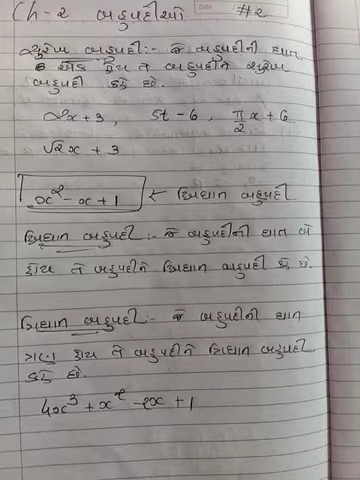 Ch-2 બહુપદીઓ #2
Date
સુરેખ બહુપદી :- જે બહુપદીની ઘાત
એક હોય તે બહુપદીને સુરેખ
બહુપદી કહે છે.
2x + 3, 5t - 6, π/2 x + 6
√2x + 3
x² - x + 1 ← દ્વિઘાત બહુપદી
દ્વિઘાત બહુપદી :- જે બહુપદીની ઘાત બે
હોય તે બહુપદીને દ્વિઘાત બહુપદી કહે છે.
ત્રિઘાત બહુપદી :- જે બહુપદીની ઘાત
ત્રણ હોય તે બહુપદીને ત્રિઘાત બહુપદી
કહે છે.
4x³ + x² - 2x + 1